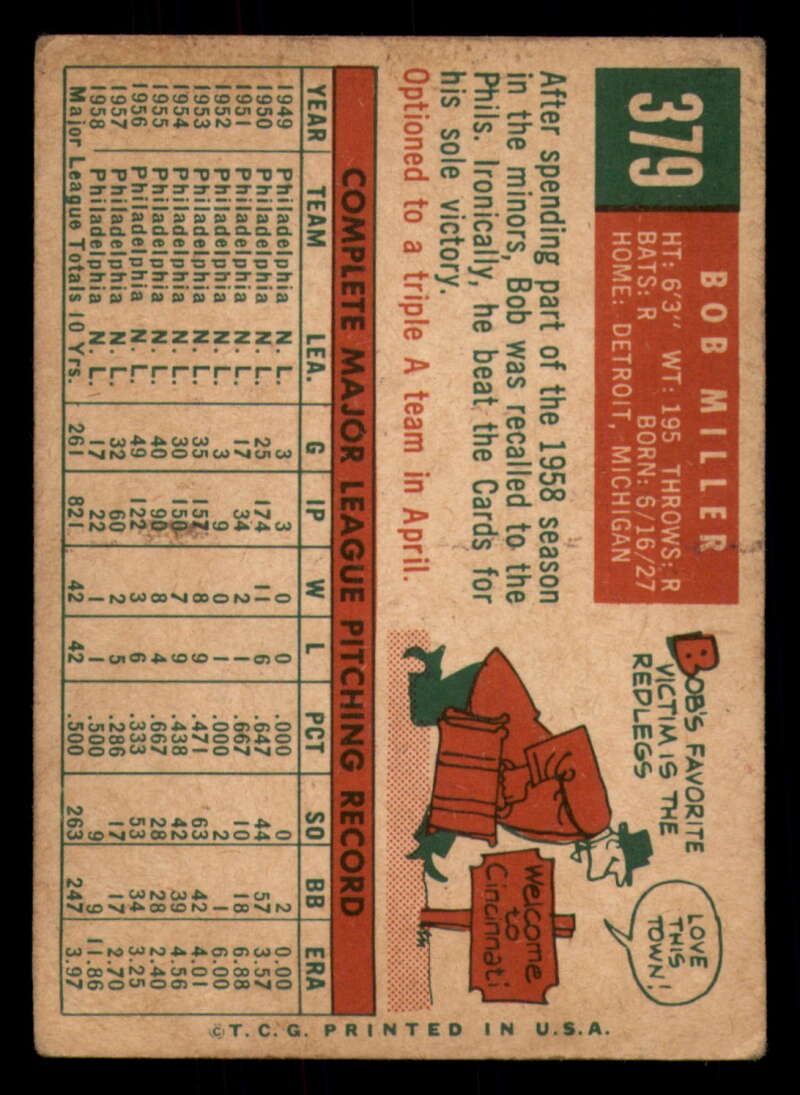 379
BOB MILLER
HT: 6'3" WT: 195 THROWS: R
BATS: R BORN: 6/16/27
HOME: DETROIT, MICHIGAN
After spending part of the 1958 season
in the minors, Bob was recalled to the
Phils. Ironically, he beat the Cards for
his sole victory.
Optioned to a triple A team in April.
BOB'S FAVORITE
VICTIM IS THE
REDLEGS
LOVE
THIS
TOWN!
Welcome
to
Cincinnati
COMPLETE MAJOR LEAGUE PITCHING RECORD
YEAR TEAM LEA. G IP W L PCT SO BB ERA
1949 Philadelphia N. L. 3 3 0 0 .000 0 2 0.00
1950 Philadelphia N. L. 25 174 11 6 .647 44 57 3.57
1951 Philadelphia N. L. 17 34 2 1 .667 10 18 6.88
1952 Philadelphia N. L. 3 9 0 1 .000 2 1 6.00
1953 Philadelphia N. L. 35 157 8 9 .471 63 42 4.01
1954 Philadelphia N. L. 30 150 7 9 .438 42 39 4.56
1955 Philadelphia N. L. 40 90 8 4 .667 28 28 2.40
1956 Philadelphia N. L. 49 122 3 6 .333 53 34 3.25
1957 Philadelphia N. L. 32 60 2 5 .286 17 17 2.70
1958 Philadelphia N. L. 17 22 1 1 .500 9 9 11.86
Major League Totals 10 Yrs. 261 821 42 42 .500 263 247 3.97
© T. C. G. PRINTED IN U.S.A.